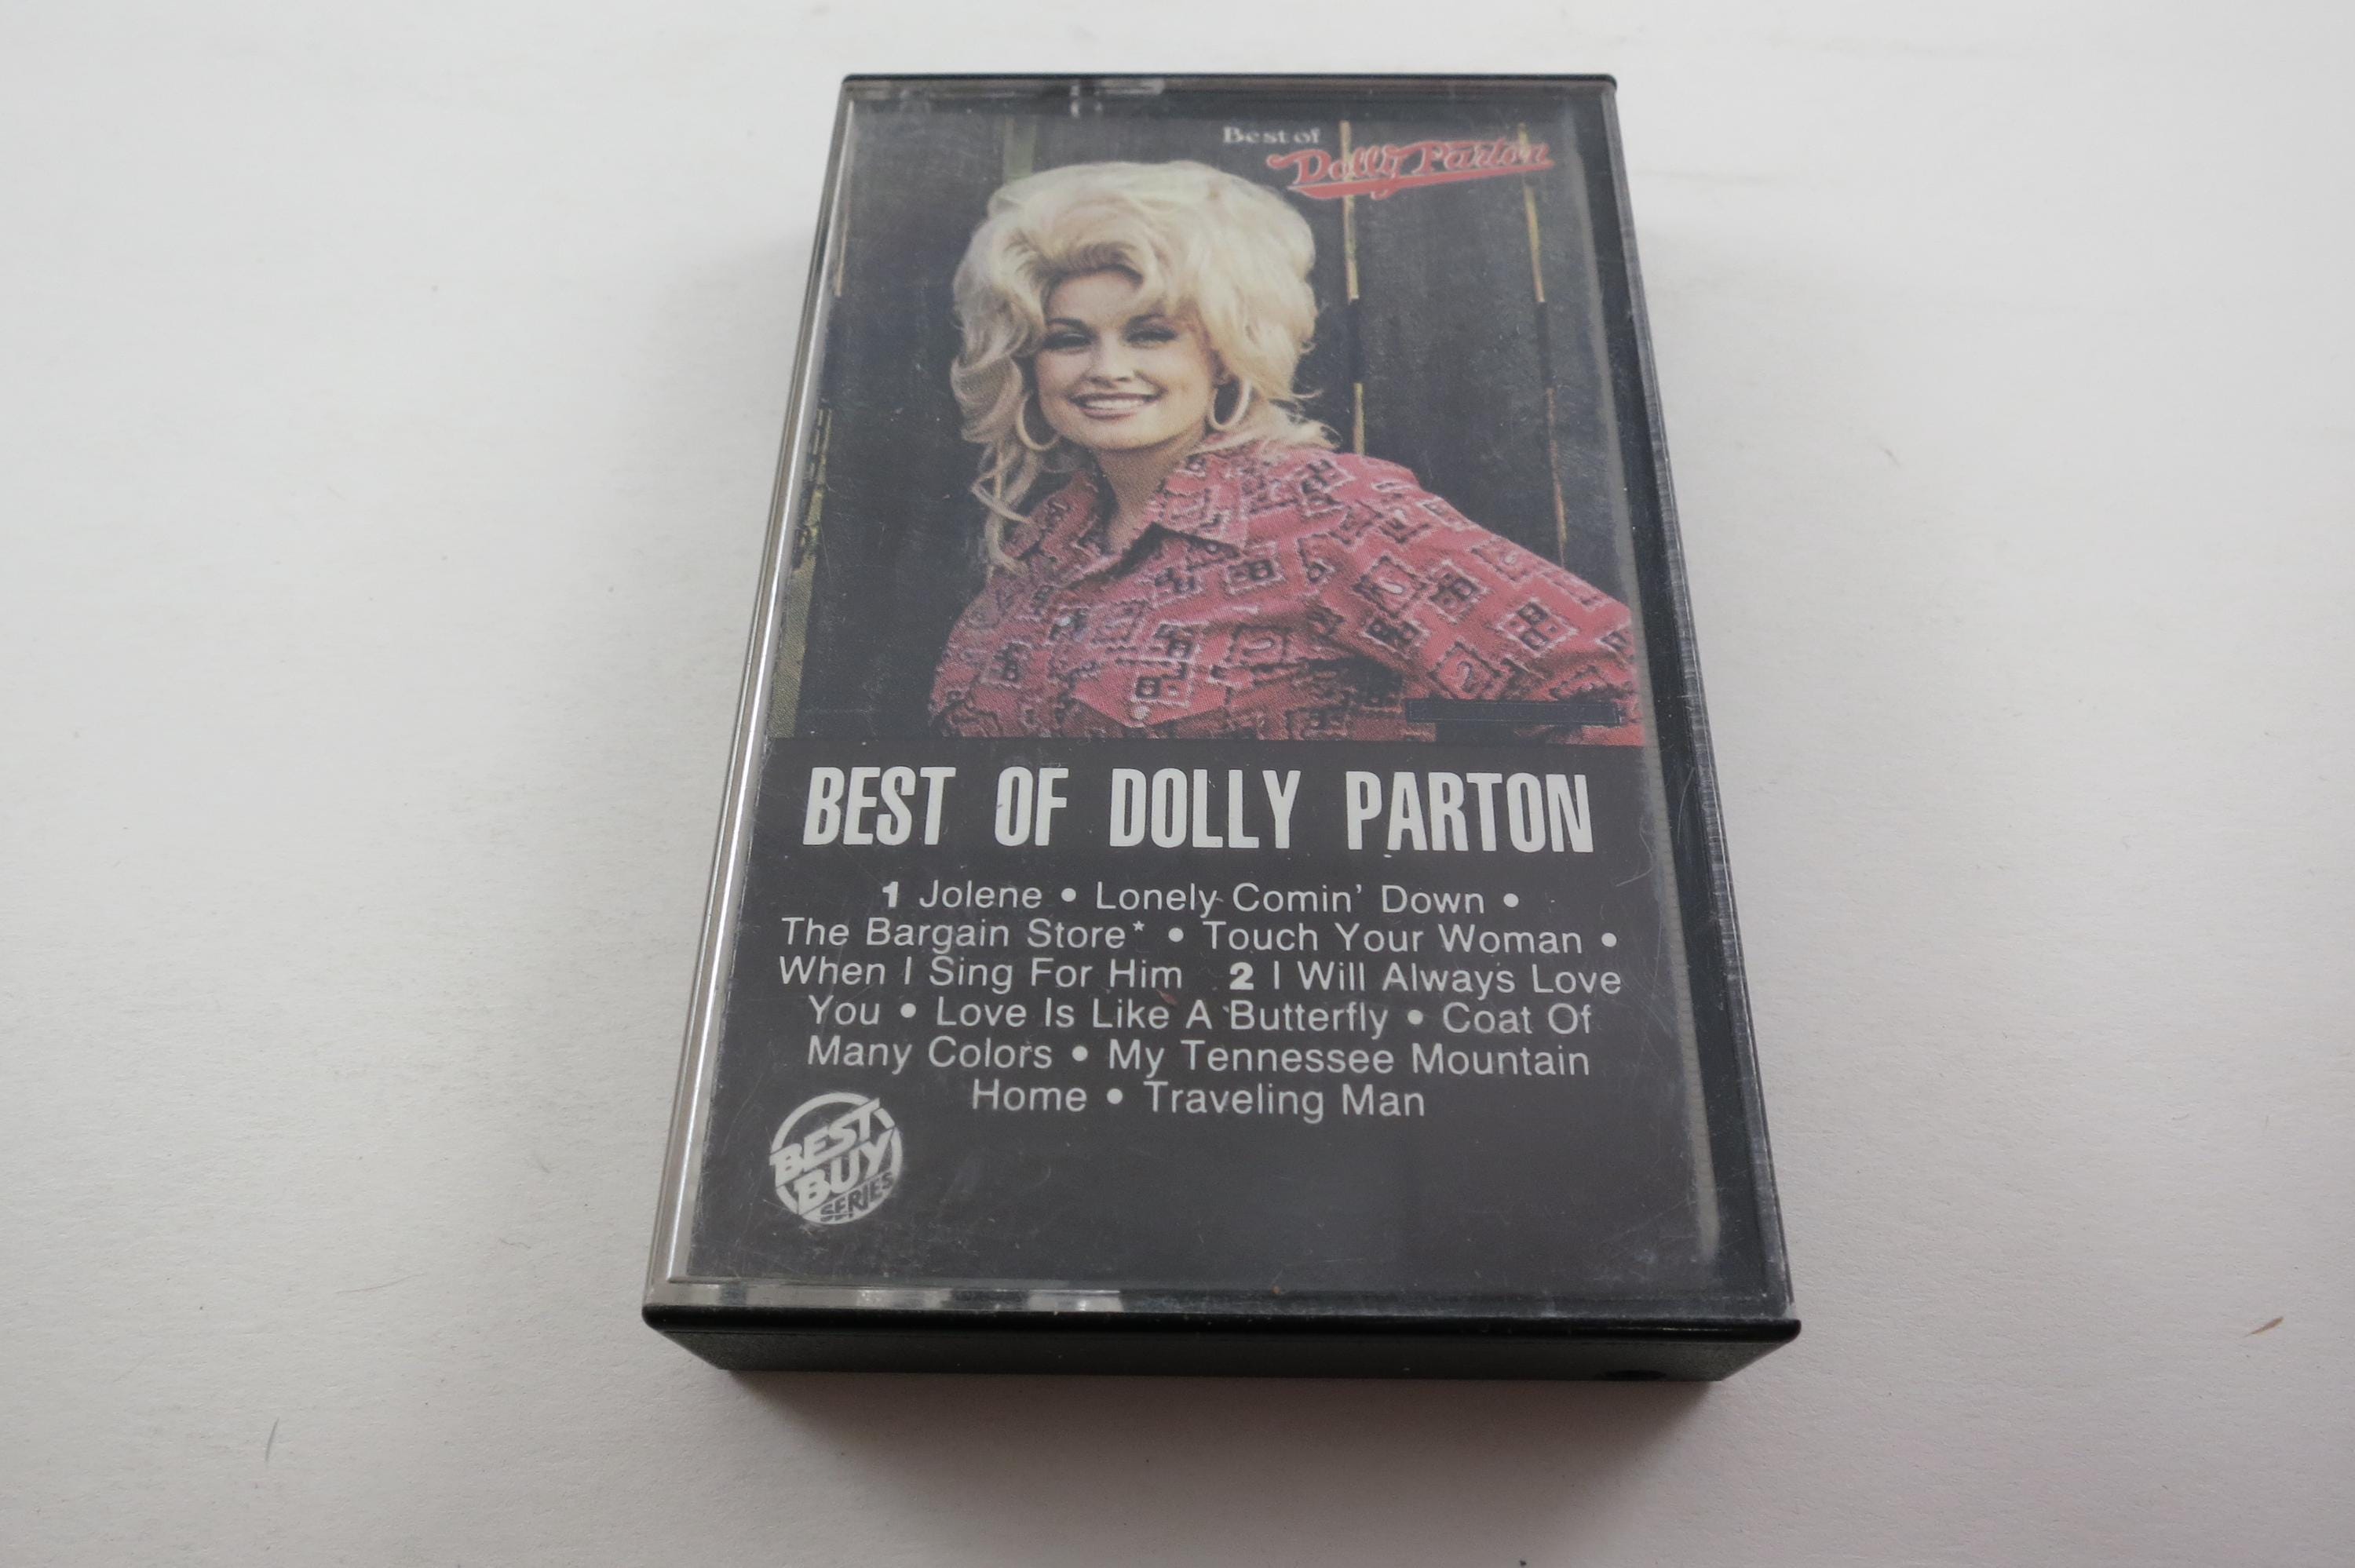 Best of
Dolly Parton
BEST OF DOLLY PARTON
1 Jolene • Lonely Comin' Down •
The Bargain Store* • Touch Your Woman •
When I Sing For Him 2 I Will Always Love
You • Love Is Like A Butterfly • Coat Of
Many Colors • My Tennessee Mountain
Home • Traveling Man
BEST
BUY
SERIES